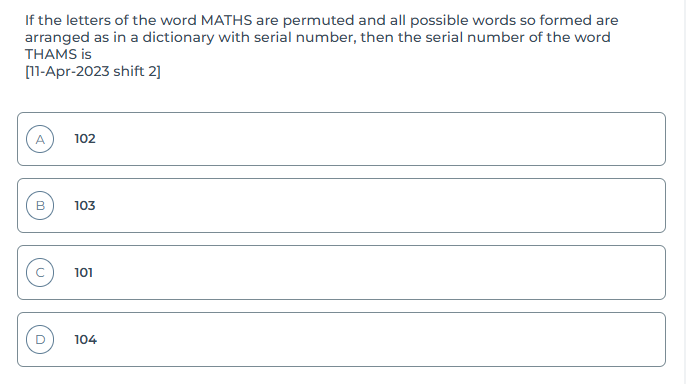 If the letters of the word MATHS are permuted and all possible words so formed are
arranged as in a dictionary with serial number, then the serial number of the word
THAMS is
[11-Apr-2023 shift 2]
A 102
B 103
C 101
D 104